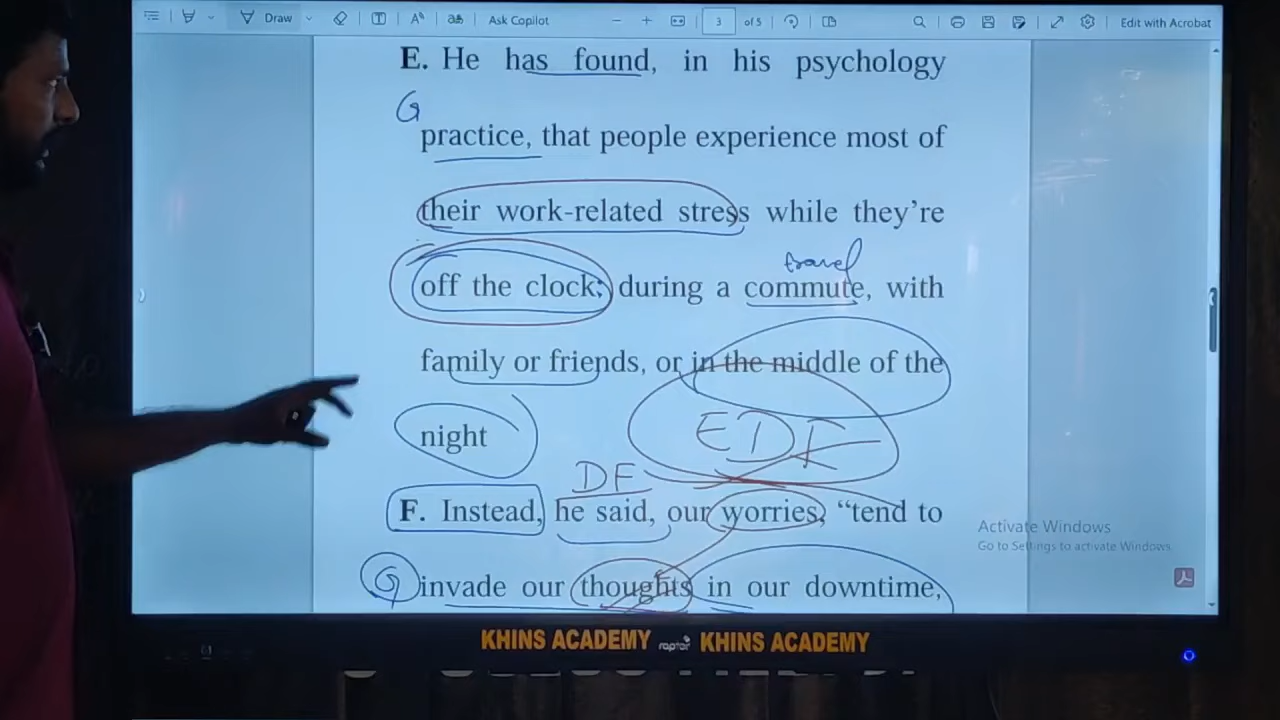 Draw
Ask Copilot
3
of 5
Edit with Acrobat
E. He has found, in his psychology
G
practice, that people experience most of
their work-related stress while they're
off the clock; during a commute, with
travel
family or friends, or in the middle of the
night
EDF
DF
F. Instead, he said, our worries, "tend to
G
invade our thoughts in our downtime,
Activate Windows
Go to Settings to activate Windows.
KHINS ACADEMY raptor KHINS ACADEMY